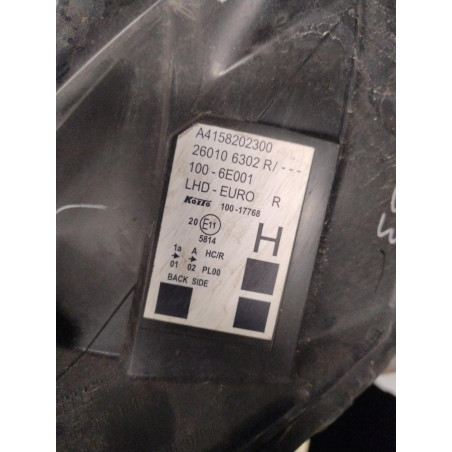 A4158202300
26010 6302 R/ - - -
100 - 6E001
LHD - EURO R
Koito 100-17768
20 E11
5814
H
1a A HC/R
01 02 PL00
BACK SIDE